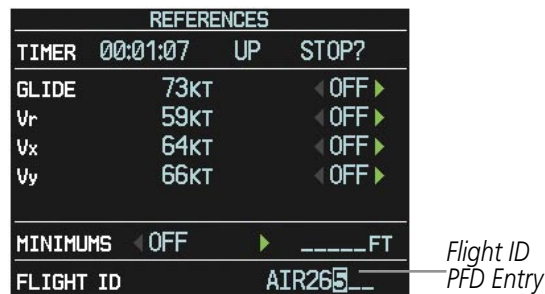 REFERENCES
TIMER 00:01:07 UP STOP?
GLIDE 73KT OFF
Vr 59KT OFF
Vx 64KT OFF
Vy 66KT OFF
MINIMUMS OFF _____FT
FLIGHT ID AIR265__
Flight ID
PFD Entry